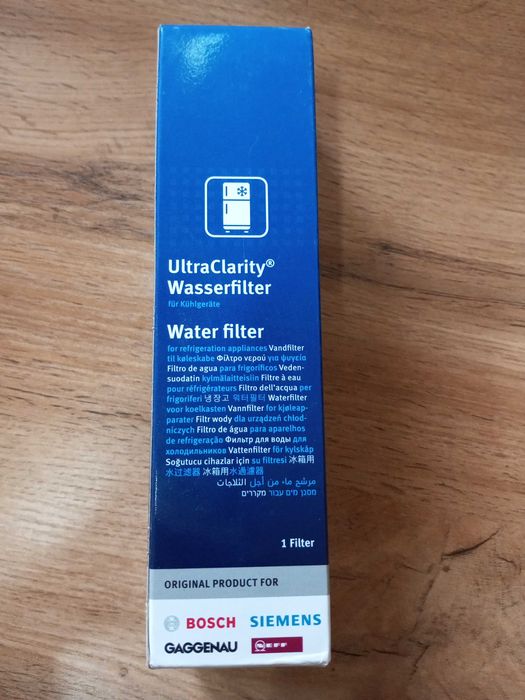 UltraClarity®
Wasserfilter
für Kühlgeräte
Water filter
for refrigeration appliances Vandfilter
til køleskabe Φίλτρο νερού για ψυγεία
Filtro de agua para frigoríficos Veden-
suodatin kylmälaitteisiin Filtre à eau
pour réfrigérateurs Filtro dell'acqua per
frigoriferi 냉장고 워터필터 Waterfilter
voor koelkasten Vannfilter for kjøleap-
parater Filtr wody dla urządzeń chłod-
niczych Filtro de água para aparelhos
de refrigeração Фильтр для воды для
холодильников Vattenfilter för kylskåp
Soğutucu cihazlar için su filtresi 冰箱用
水过滤器 冰箱用水過濾器
مرشح ماء من أجل الثلاجات
מסנן מים עבור מקררים
1 Filter
ORIGINAL PRODUCT FOR
BOSCH SIEMENS
GAGGENAU NEFF